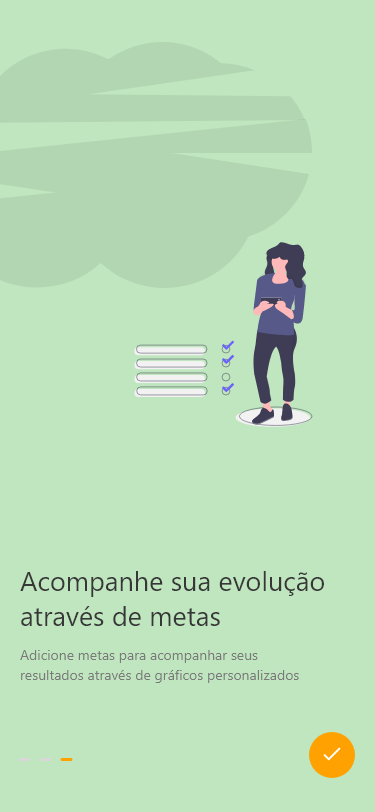 Acompanhe sua evolução
através de metas
Adicione metas para acompanhar seus
resultados através de gráficos personalizados